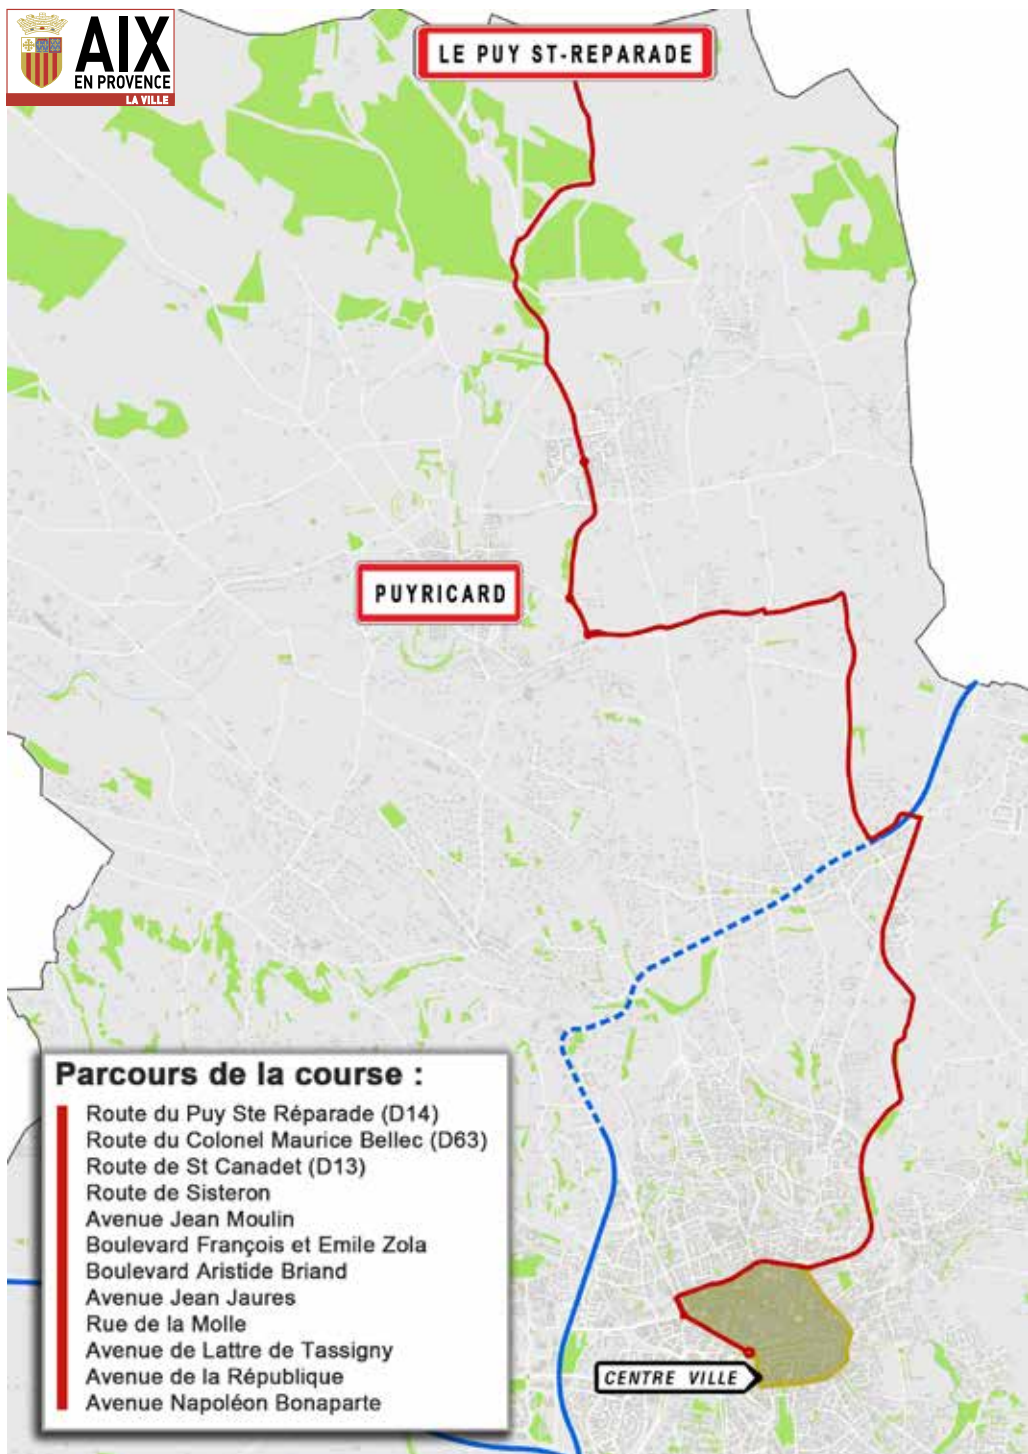 AIX
EN PROVENCE
LA VILLE
LE PUY ST-REPARADE
PUYRICARD
Parcours de la course :
Route du Puy Ste Réparade (D14)
Route du Colonel Maurice Bellec (D63)
Route de St Canadet (D13)
Route de Sisteron
Avenue Jean Moulin
Boulevard François et Emile Zola
Boulevard Aristide Briand
Avenue Jean Jaures
Rue de la Molle
Avenue de Lattre de Tassigny
Avenue de la République
Avenue Napoléon Bonaparte
CENTRE VILLE